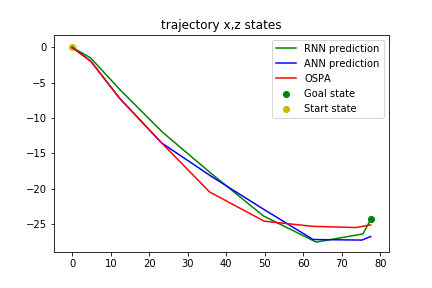 trajectory x,z states
RNN prediction
ANN prediction
OSPA
Goal state
Start state
0
−5
−10
−15
−20
−25
0 10 20 30 40 50 60 70 80